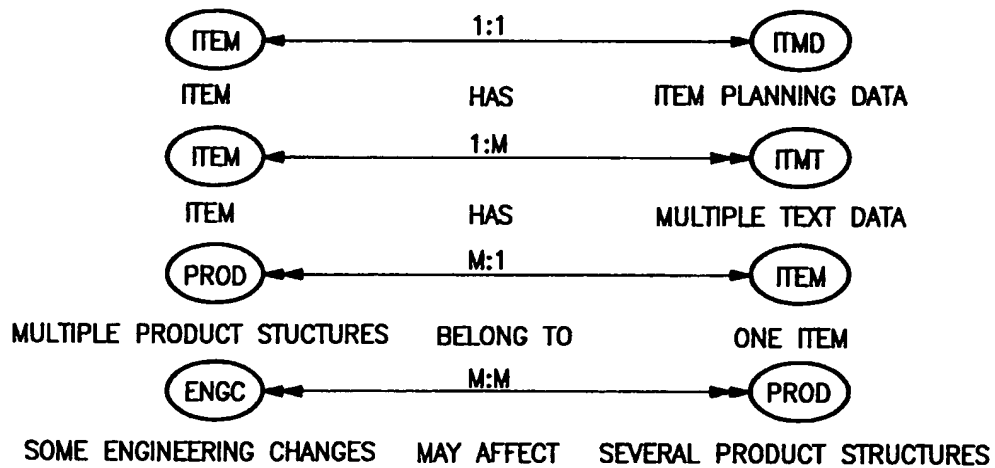 ITEM 1:1 ITMD
ITEM HAS ITEM PLANNING DATA
ITEM 1:M ITMT
ITEM HAS MULTIPLE TEXT DATA
PROD M:1 ITEM
MULTIPLE PRODUCT STUCTURES BELONG TO ONE ITEM
ENGC M:M PROD
SOME ENGINEERING CHANGES MAY AFFECT SEVERAL PRODUCT STRUCTURES